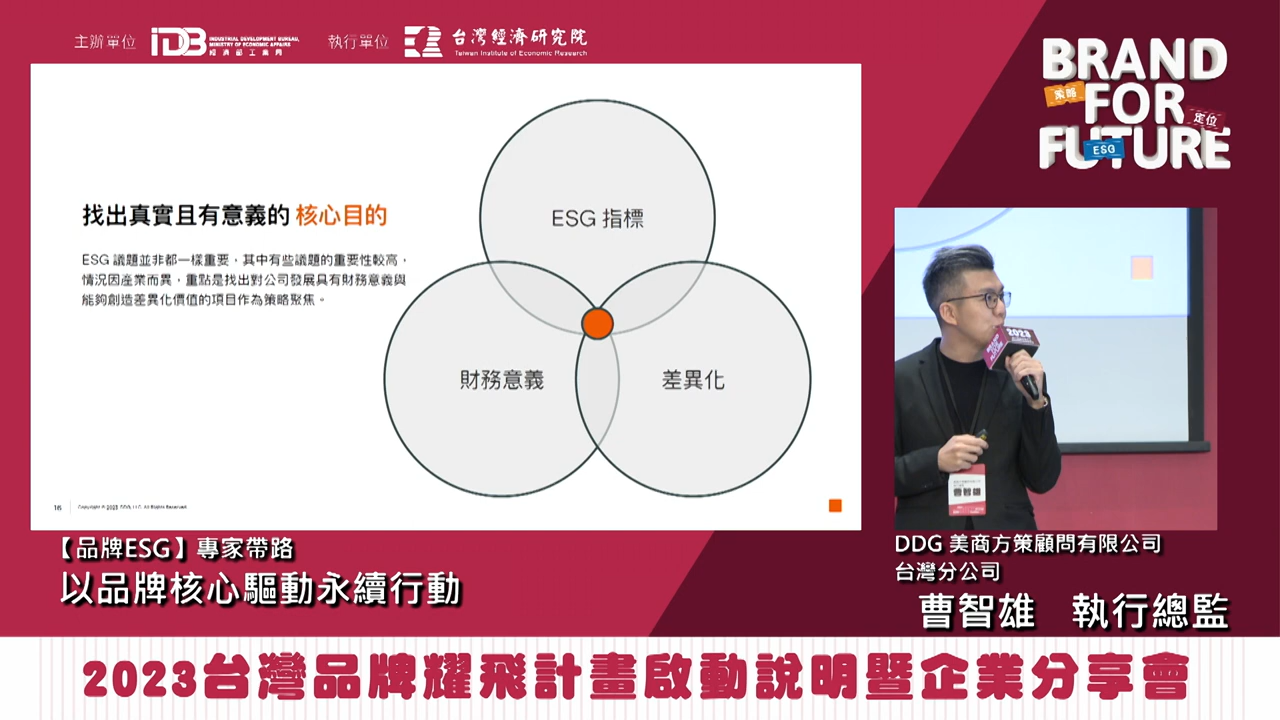 主辦單位
IDB
INDUSTRIAL DEVELOPMENT BUREAU,
MINISTRY OF ECONOMIC AFFAIRS
經濟部工業局
執行單位
台灣經濟研究院
Taiwan Institute of Economic Research
BRAND
策略
FOR
定位
FUTURE
ESG
找出真實且有意義的 核心目的
ESG 議題並非都一樣重要，其中有些議題的重要性較高，
情況因產業而異，重點是找出對公司發展具有財務意義與
能夠創造差異化價值的項目作為策略聚焦。
ESG 指標
財務意義
差異化
16
2023
BRAND
FOR
FUTURE
曹智雄
【品牌ESG】專家帶路
以品牌核心驅動永續行動
DDG 美商方策顧問有限公司
台灣分公司
曹智雄 執行總監
2023台灣品牌耀飛計畫啟動說明暨企業分享會